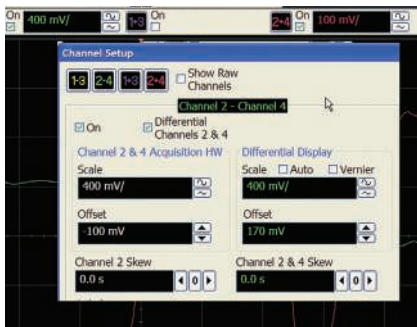 On 400 mV/ 1+3 On 2+4 On 100 mV/
Channel Setup
1-3 2-4 1+3 2+4 Show Raw Channels
Channel 2 - Channel 4
On Differential Channels 2 & 4
Channel 2 & 4 Acquisition HW Differential Display
Scale Scale Auto Vernier
400 mV/ 400 mV/
Offset Offset
-100 mV 170 mV
Channel 2 Skew Channel 2 & 4 Skew
0.0 s 0 0.0 s 0